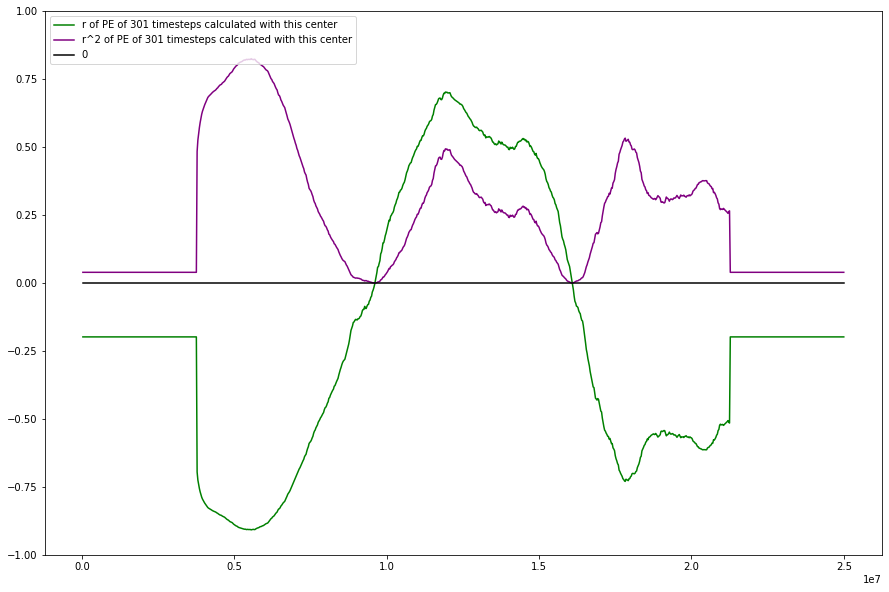 r of PE of 301 timesteps calculated with this center
r^2 of PE of 301 timesteps calculated with this center
0
1.00
0.75
0.50
0.25
0.00
−0.25
−0.50
−0.75
−1.00
0.0 0.5 1.0 1.5 2.0 2.5
1e7